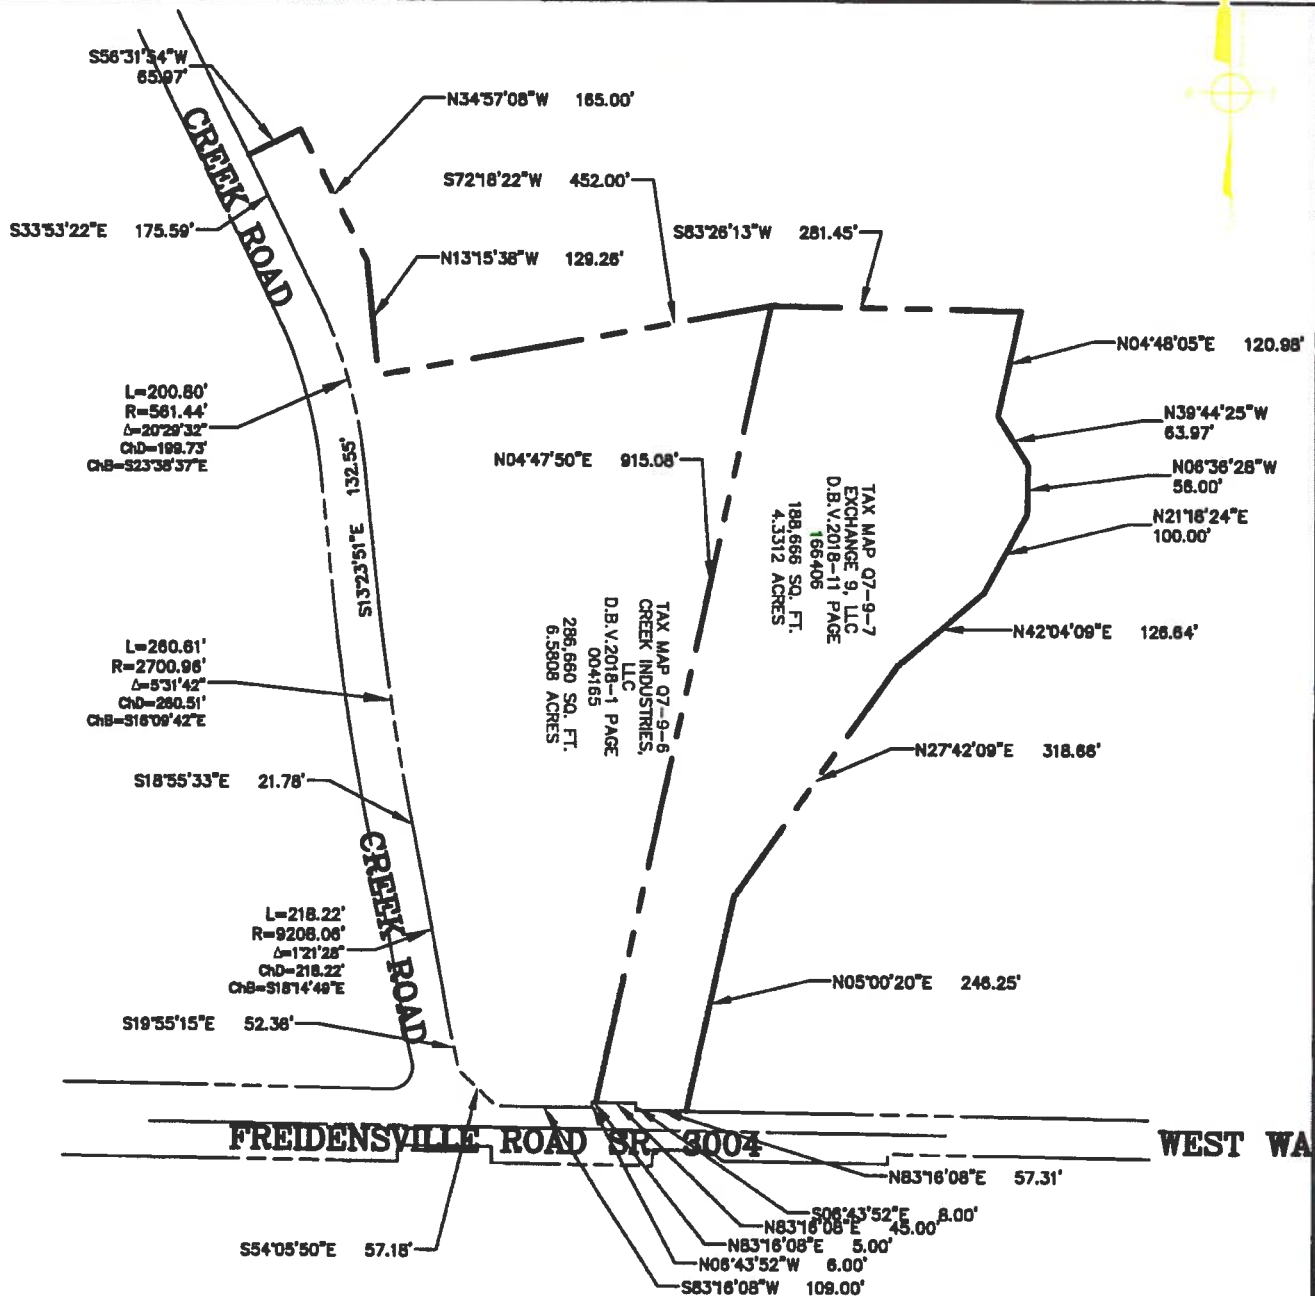 S56°31'54"W
65.97'
N34°57'08"W 165.00'
CREEK ROAD
S72°18'22"W 452.00'
S33°53'22"E 175.59'
S83°26'13"W 281.45'
N13°15'38"W 129.26'
N04°48'05"E 120.98'
L=200.80'
R=561.44'
Δ=20°29'32"
ChD=199.73'
ChB=S23°38'37"E
N39°44'25"W
63.97'
S13°23'51"E 132.55'
N04°47'50"E 915.08'
N06°36'28"W
56.00'
N21°18'24"E
100.00'
TAX MAP Q7-9-7
EXCHANGE 9, LLC
D.B.V.2018-11 PAGE
166406
188,666 SQ. FT.
4.3312 ACRES
TAX MAP Q7-9-6
CREEK INDUSTRIES,
LLC
D.B.V.2018-1 PAGE
004165
286,660 SQ. FT.
6.5808 ACRES
N42°04'09"E 126.64'
L=260.61'
R=2700.96'
Δ=5°31'42"
ChD=260.51'
ChB=S16°09'42"E
N27°42'09"E 318.66'
S18°55'33"E 21.78'
CREEK ROAD
L=218.22'
R=9208.06'
Δ=1°21'28"
ChD=218.22'
ChB=S18°14'49"E
N05°00'20"E 246.25'
S19°55'15"E 52.36'
FREIDENSVILLE ROAD SR 3004
WEST WA
N83°16'08"E 57.31'
S06°43'52"E 8.00'
N83°16'08"E 45.00'
N83°16'08"E 5.00'
N06°43'52"W 6.00'
S83°16'08"W 109.00'
S54°05'50"E 57.18'